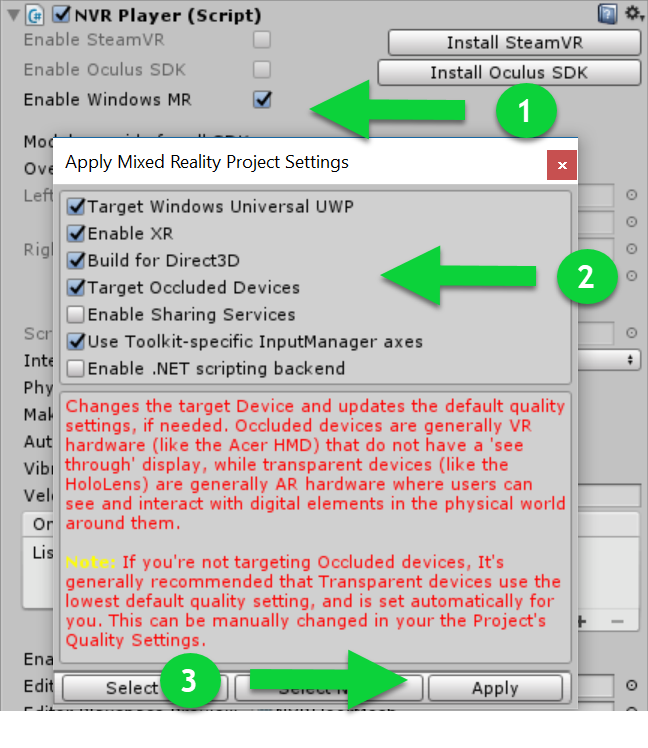 NVR Player (Script)
Enable SteamVR
Install SteamVR
Enable Oculus SDK
Install Oculus SDK
Enable Windows MR
1
Apply Mixed Reality Project Settings
x
Ove
Left
Righ
Target Windows Universal UWP
Enable XR
Build for Direct3D
2
Target Occluded Devices
Enable Sharing Services
Scr
Use Toolkit-specific InputManager axes
Inte
Enable .NET scripting backend
Phy
Mak
Aut
Vibr
Velo
On
Lis
Changes the target Device and updates the default quality
settings, if needed. Occluded devices are generally VR
hardware (like the Acer HMD) that do not have a 'see
through' display, while transparent devices (like the
HoloLens) are generally AR hardware where users can
see and interact with digital elements in the physical world
around them.
Note: If you're not targeting Occluded devices, It's
generally recommended that Transparent devices use the
lowest default quality setting, and is set automatically for
you. This can be manually changed in your the Project's
Quality Settings.
Ena
Edit
Select
3
Select
Apply